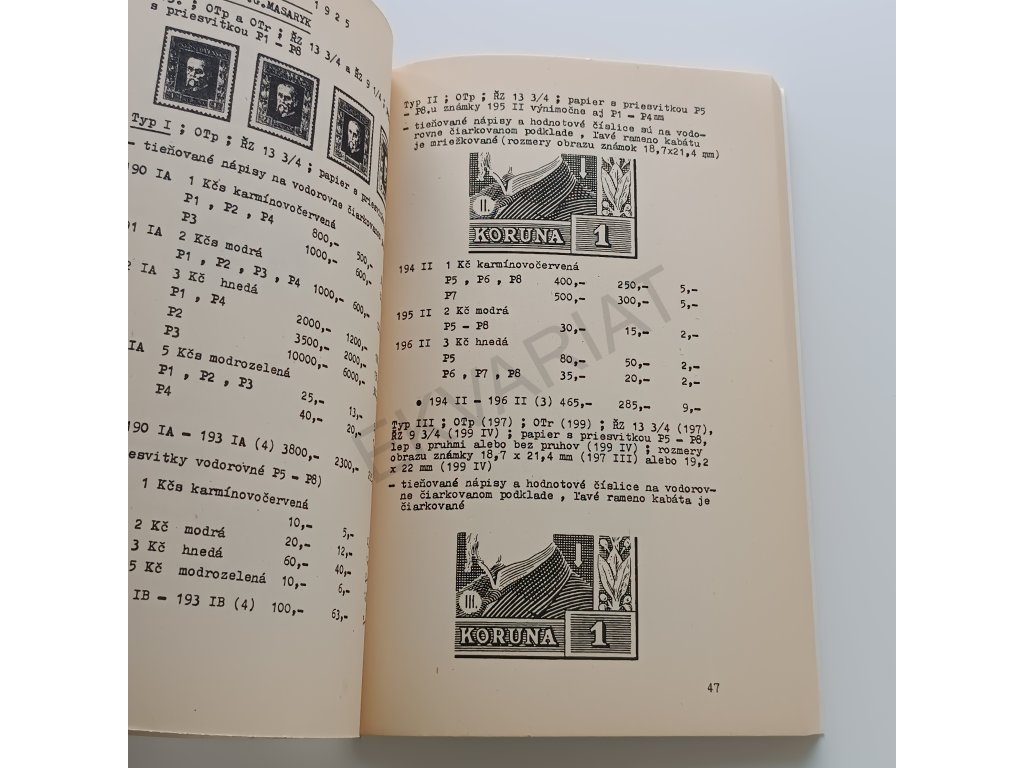 1925
.G.MASARYK
; OTp a OTr ; ŘZ 13 3/4 a ŘZ 9 1/4 ;
s priesvitkou P1 - P8
Typ I ; OTp ; ŘZ 13 3/4 ; papier s
- tieňované nápisy na vodorovne čiarkovanom
190 IA 1 Kčs karmínovočervená
P1 , P2 , P4 800,- 500,-
P3 1000,- 600,-
91 IA 2 Kčs modrá
P1 , P2 , P3 , P4 1000,- 600,-
2 IA 3 Kč hnedá
P1 , P4 2000,- 1200,-
P2 3500,- 2000,-
P3 10000,- 6000,-
IA 5 Kčs modrozelená
P1 , P2 , P3 25,- 13,-
P4 40,- 20,-
190 IA - 193 IA (4) 3800,- 2300,-
esvitky vodorovné P5 - P8)
1 Kčs karmínovočervená
10,- 5,-
2 Kč modrá 20,- 12,-
3 Kč hnedá 60,- 40,-
5 Kč modrozelená 10,- 6,-
IB - 193 IB (4) 100,- 63,-
Typ II ; OTp ; ŘZ 13 3/4 ; papier s priesvitkou P5
- P8,u známky 195 II výnimočne aj P1 - P4mm
- tieňované nápisy a hodnotové číslice sú na vodo-
rovne čiarkovanom podklade , ľavé rameno kabátu
je mriežkované(rozmery obrazu známok 18,7x21,4 mm)
II.
KORUNA 1
194 II 1 Kč karmínovočervená
P5 , P6 , P8 400,- 250,- 5,-
P7 500,- 300,- 5,-
195 II 2 Kč modrá
P5 - P8 30,- 15,- 2,-
196 II 3 Kč hnedá
P5 80,- 50,- 2,-
P6 , P7 , P8 35,- 20,- 2,-
• 194 II - 196 II (3) 465,- 285,- 9,-
Typ III ; OTp (197) ; OTr (199) ; ŘZ 13 3/4 (197),
ŘZ 9 3/4 (199 IV) ; papier s priesvitkou P5 - P8,
lep s pruhmi alebo bez pruhov (199 IV) ; rozmery
obrazu známky 18,7 x 21,4 mm (197 III) alebo 19,2
x 22 mm (199 IV)
- tieňované nápisy a hodnotové číslice na vodorov-
ne čiarkovanom podklade , ľavé rameno kabáta je
čiarkované
III.
KORUNA 1
47
EKVARIAT